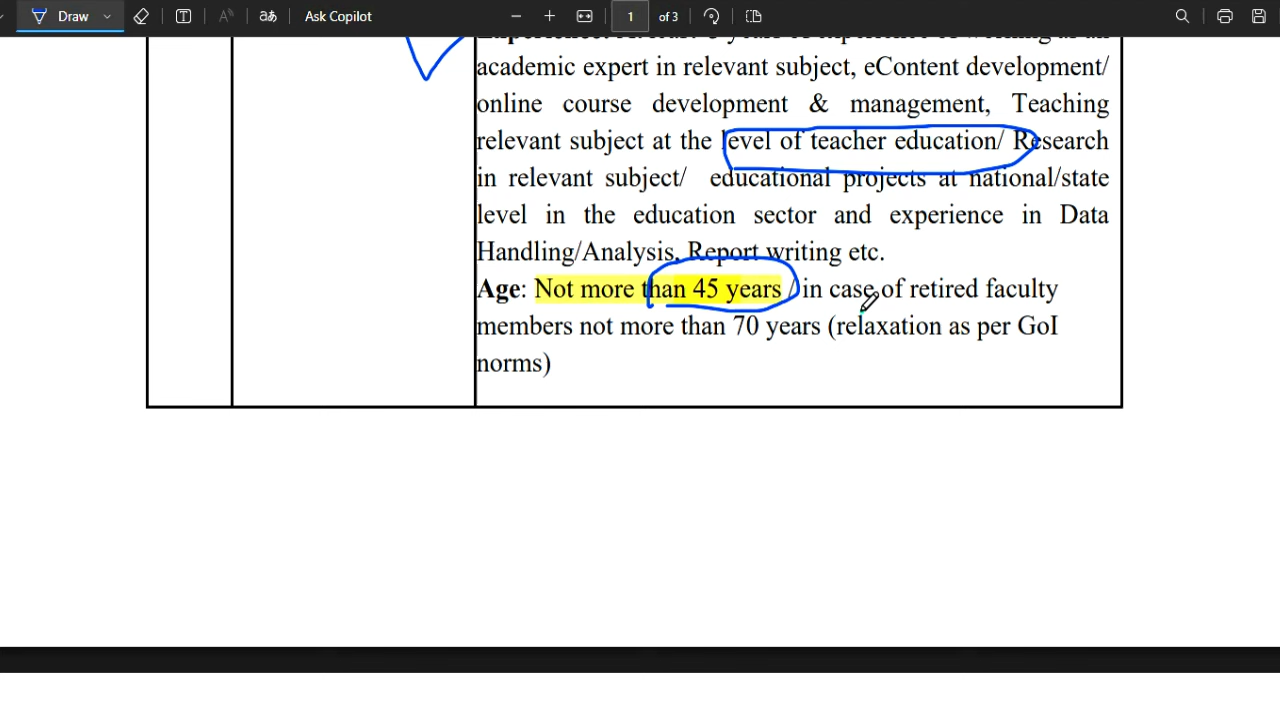 Draw
Ask Copilot
1 of 3
academic expert in relevant subject, eContent development/
online course development & management, Teaching
relevant subject at the level of teacher education/ Research
in relevant subject/ educational projects at national/state
level in the education sector and experience in Data
Handling/Analysis, Report writing etc.
Age: Not more than 45 years / in case of retired faculty
members not more than 70 years (relaxation as per GoI
norms)